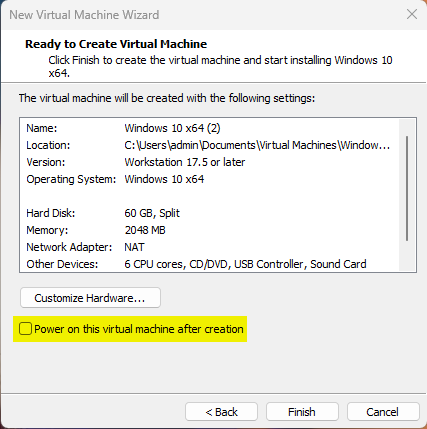 New Virtual Machine Wizard
Ready to Create Virtual Machine
Click Finish to create the virtual machine and start installing Windows 10
x64.
The virtual machine will be created with the following settings:
Name: Windows 10 x64 (2)
Location: C:\Users\admin\Documents\Virtual Machines\Window...
Version: Workstation 17.5 or later
Operating System: Windows 10 x64
Hard Disk: 60 GB, Split
Memory: 2048 MB
Network Adapter: NAT
Other Devices: 6 CPU cores, CD/DVD, USB Controller, Sound Card
Customize Hardware...
Power on this virtual machine after creation
< Back Finish Cancel